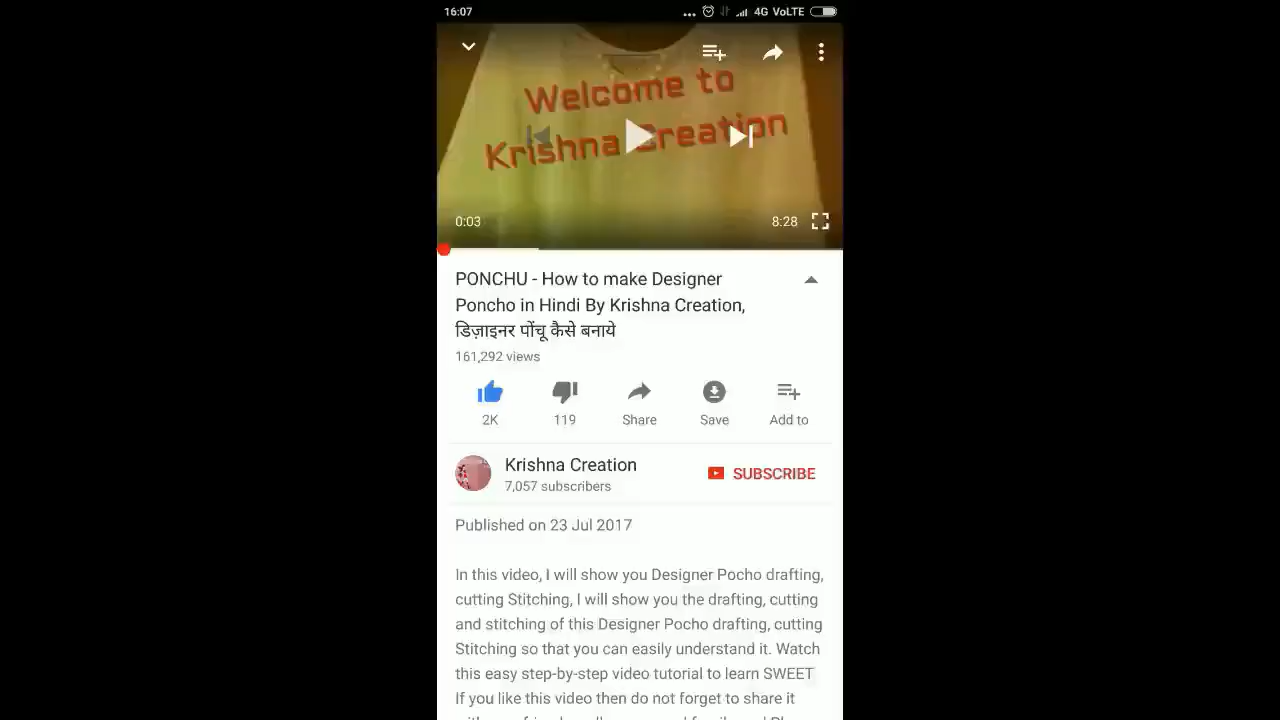 16:07
4G VoLTE
Welcome to
Krishna Creation
0:03
8:28
PONCHU - How to make Designer
Poncho in Hindi By Krishna Creation,
डिज़ाइनर पोंचू कैसे बनाये
161,292 views
2K
119
Share
Save
Add to
Krishna Creation
7,057 subscribers
SUBSCRIBE
Published on 23 Jul 2017
In this video, I will show you Designer Pocho drafting,
cutting Stitching, I will show you the drafting, cutting
and stitching of this Designer Pocho drafting, cutting
Stitching so that you can easily understand it. Watch
this easy step-by-step video tutorial to learn SWEET
If you like this video then do not forget to share it